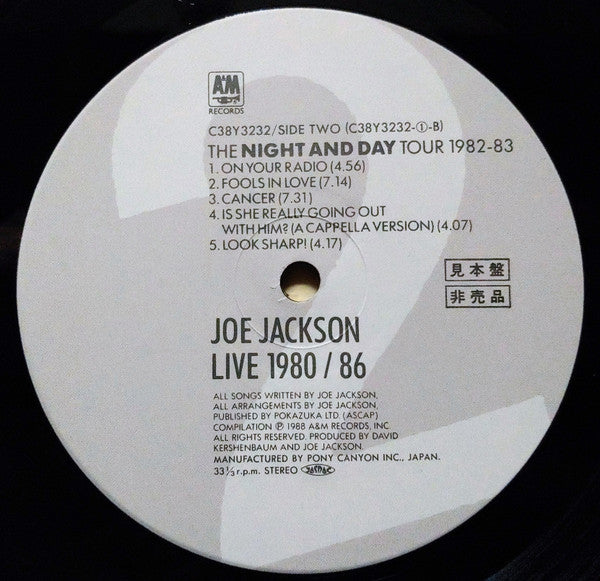 A&M
RECORDS
C38Y3232/SIDE TWO (C38Y3232-①-B)
THE NIGHT AND DAY TOUR 1982-83
1. ON YOUR RADIO (4.56)
2. FOOLS IN LOVE (7.14)
3. CANCER (7.31)
4. IS SHE REALLY GOING OUT
WITH HIM? (A CAPPELLA VERSION) (4.07)
5. LOOK SHARP! (4.17)
見本盤
非売品
2
JOE JACKSON
LIVE 1980 / 86
ALL SONGS WRITTEN BY JOE JACKSON,
ALL ARRANGEMENTS BY JOE JACKSON,
PUBLISHED BY POKAZUKA LTD. (ASCAP)
COMPILATION ℗ 1988 A&M RECORDS, INC.
ALL RIGHTS RESERVED. PRODUCED BY DAVID
KERSHENBAUM AND JOE JACKSON.
MANUFACTURED BY PONY CANYON INC., JAPAN.
33 1/3 r.p.m. STEREO JASRAC